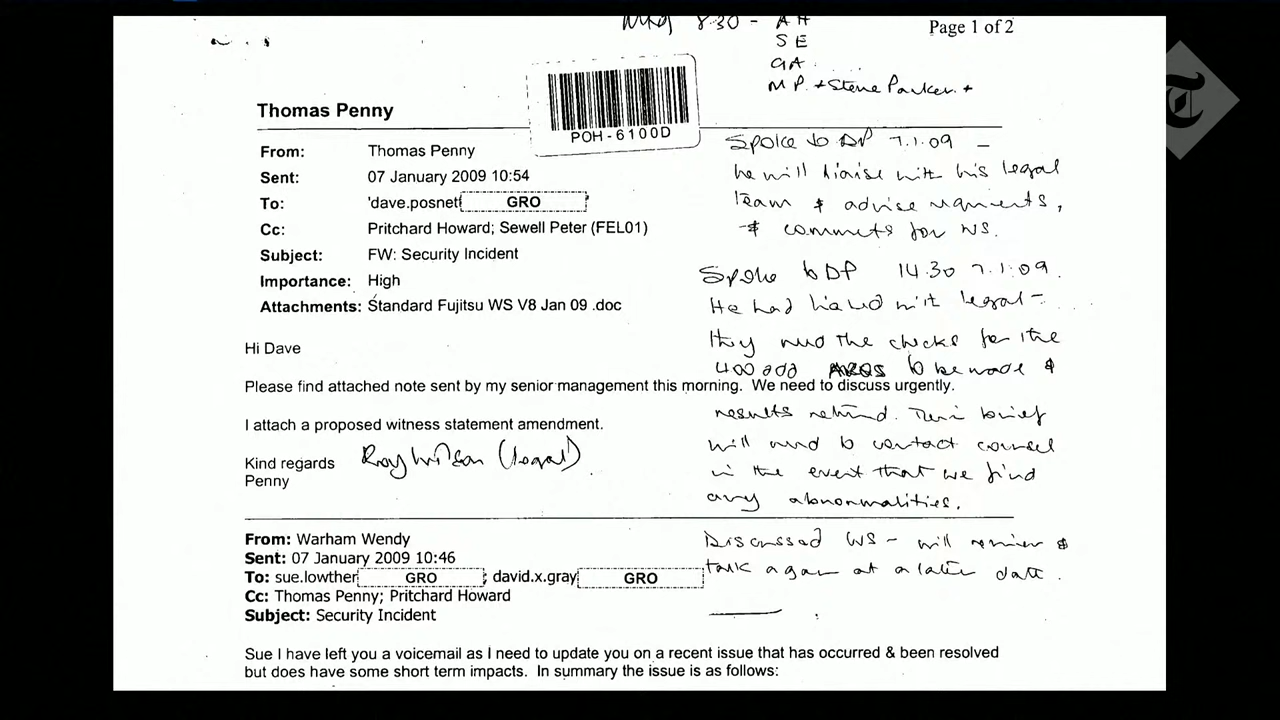 Mtg 8.30 - AH
Page 1 of 2
SE
GA
M P. + Steve Parker. +
POH-6100D
Thomas Penny
From: Thomas Penny
Sent: 07 January 2009 10:54
To: 'dave.posnet GRO
Cc: Pritchard Howard; Sewell Peter (FEL01)
Subject: FW: Security Incident
Importance: High
Attachments: Standard Fujitsu WS V8 Jan 09 .doc
Spoke to DP 7.1.09 -
he will liaise with his legal
team & advise
& comments for WS.
Spoke to DP 14.30 7.1.09.
He had liaised with legal -
they need the checks for the
400 odd ARQS to be made &
results returned. Their brief
will need to contact counsel
in the event that we find
any abnormalities.
Discussed WS - will review &
talk again at a later date.
Hi Dave
Please find attached note sent by my senior management this morning. We need to discuss urgently.
I attach a proposed witness statement amendment.
Kind regards
Penny
Ray Wilson (legal)
From: Warham Wendy
Sent: 07 January 2009 10:46
To: sue.lowther GRO ; david.x.gray GRO
Cc: Thomas Penny; Pritchard Howard
Subject: Security Incident
Sue I have left you a voicemail as I need to update you on a recent issue that has occurred & been resolved
but does have some short term impacts. In summary the issue is as follows: